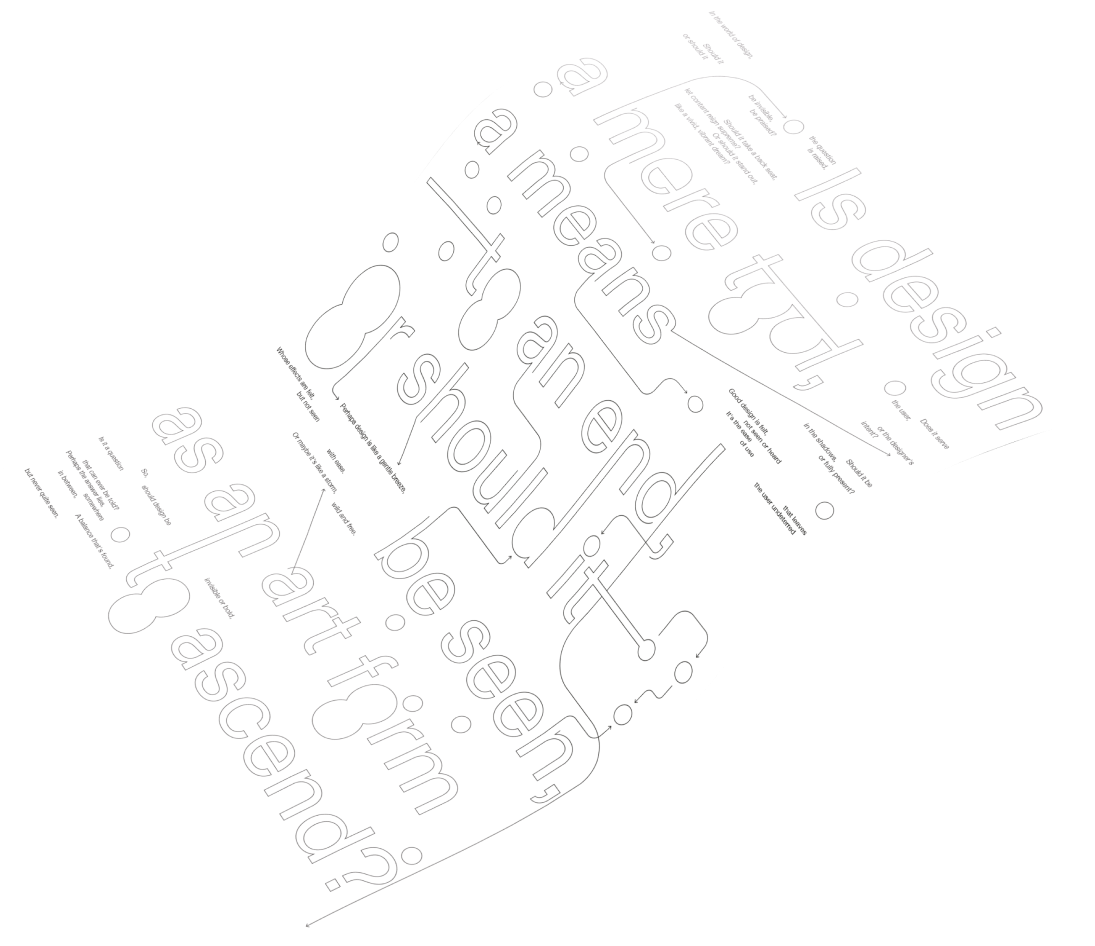 Is design
a mere tool,
a means
to an end,
Or should it
be seen,
as an art form
to ascend?
In the world of design,
the question
is raised,
Should it
be invisible,
or should it
be praised?
Should it take a back seat,
let content reign superior?
Or should it stand out,
like a vivid, vibrant dream?
Does it serve
the user,
or the designer's
intent?
Should it be
in the shadows,
or fully present?
Good design is felt,
not seen or heard
It's the ease
of use
that leaves
the user undeterred
Perhaps design is like a gentle breeze,
Whose effects are felt,
but not seen
with ease.
Or maybe it's like a storm,
wild and free,
So,
should design be
invisible or bold,
Is it a question
that can ever be told?
Perhaps the answer lies,
somewhere
in between,
A balance that's found,
but never quite seen.